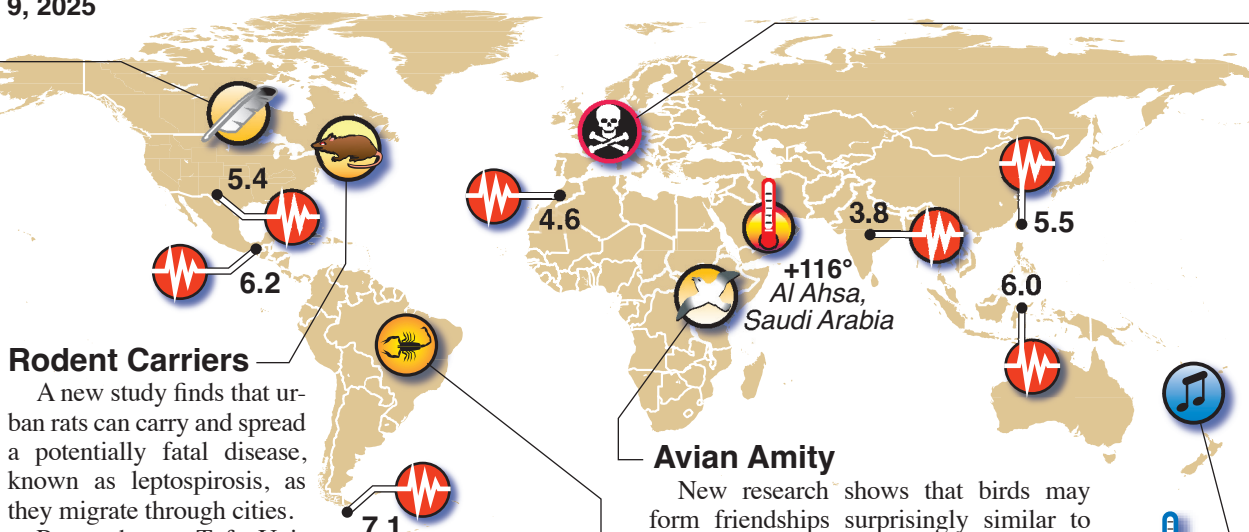 9, 2025
5.4
6.2
4.6
3.8
5.5
6.0
+116°
Al Ahsa,
Saudi Arabia
Rodent Carriers
A new study finds that ur-
ban rats can carry and spread
a potentially fatal disease,
known as leptospirosis, as
they migrate through cities.
7.1
Avian Amity
New research shows that birds may
form friendships surprisingly similar to